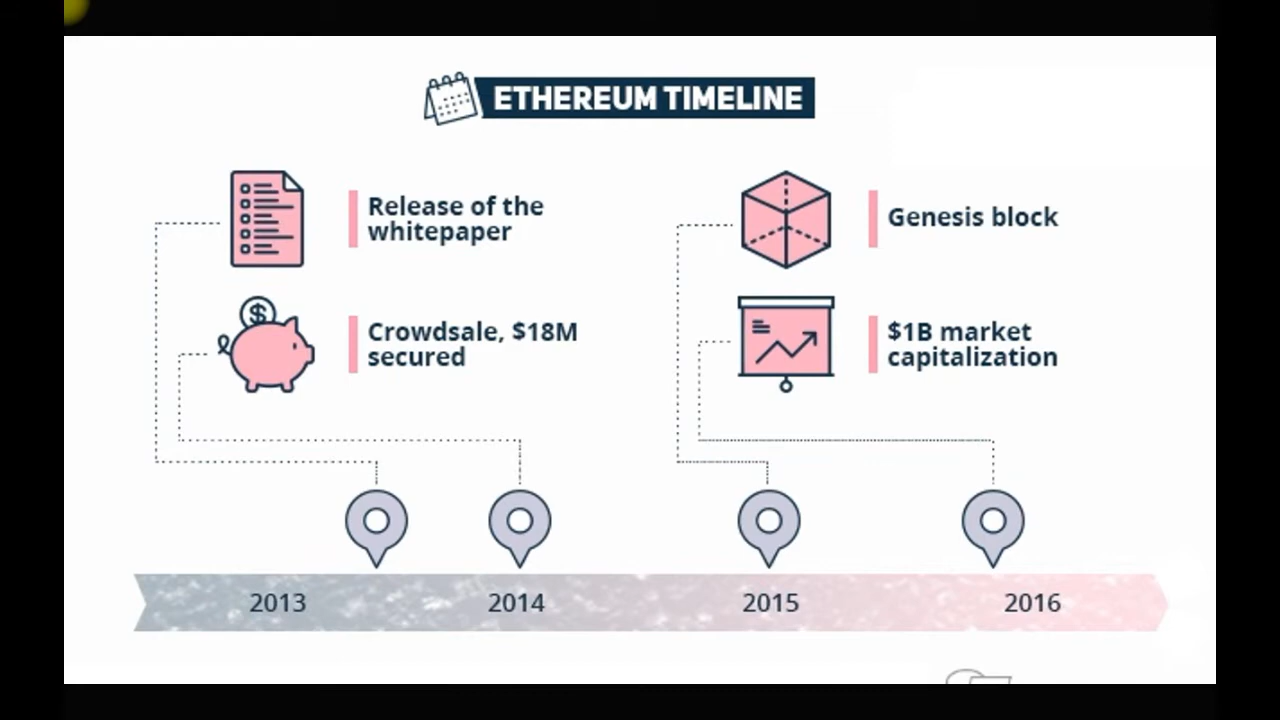 ETHEREUM TIMELINE
Release of the
whitepaper
Crowdsale, $18M
secured
Genesis block
$1B market
capitalization
2013
2014
2015
2016